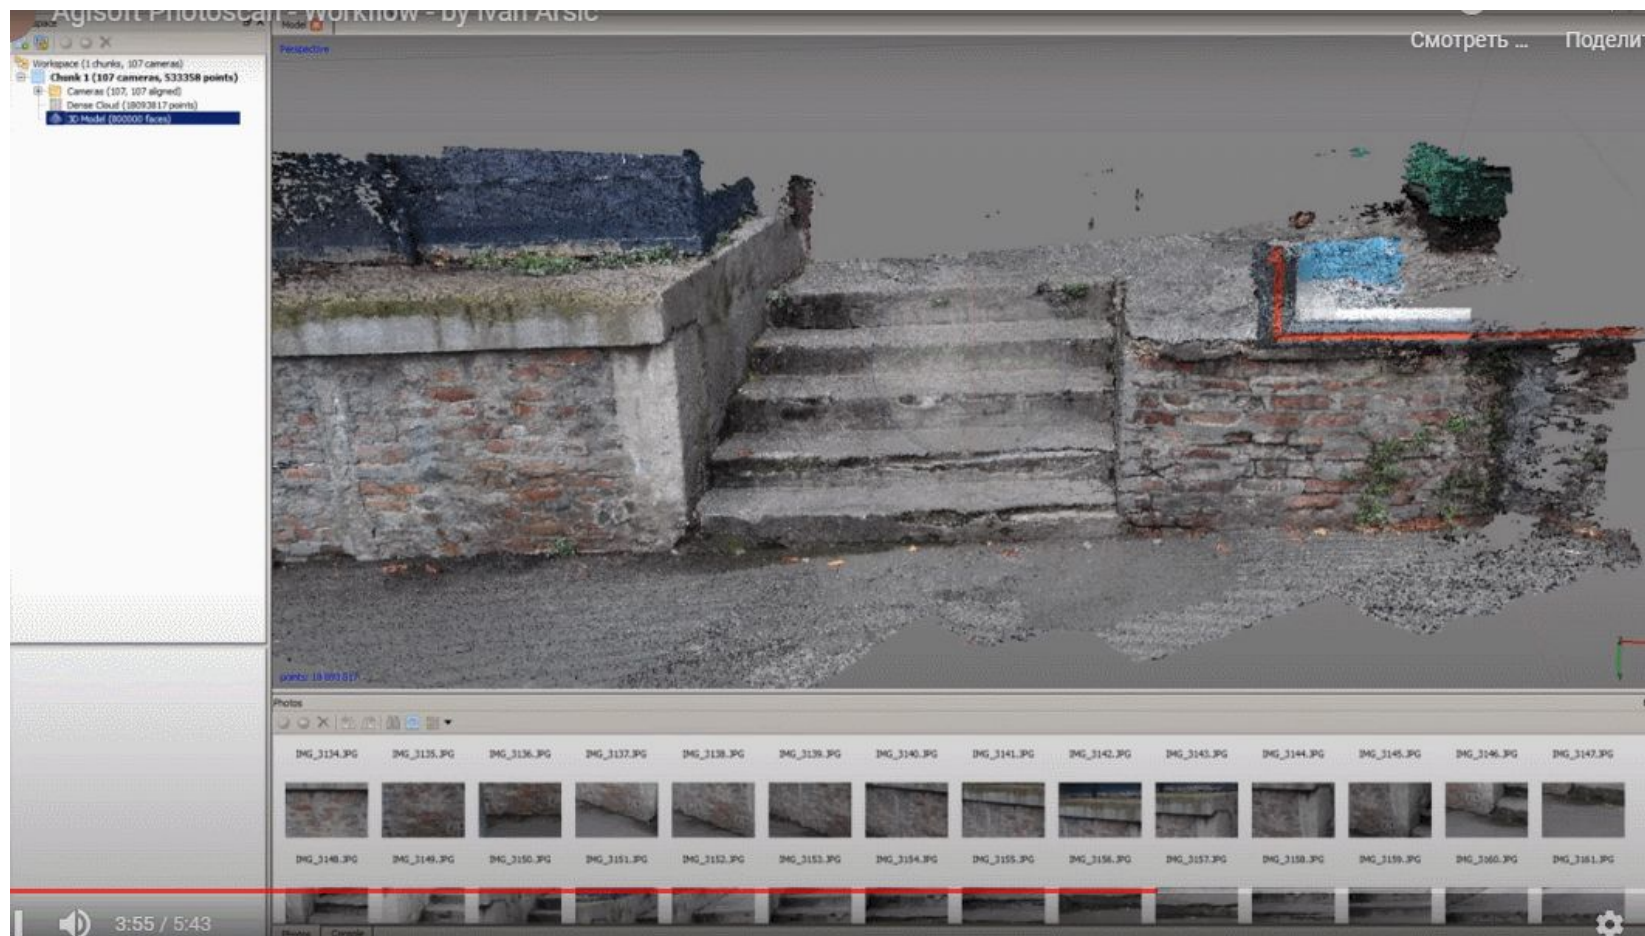 Agisoft Photoscan - Workflow - by Ivan Arsic
Смотреть ...
Model
Perspective
Workspace (1 chunks, 107 cameras)
Chunk 1 (107 cameras, 533358 points)
Cameras (107, 107 aligned)
Dense Cloud (18093817 points)
3D Model (800000 faces)
Photos
IMG_3134.JPG IMG_3135.JPG IMG_3136.JPG IMG_3137.JPG IMG_3138.JPG IMG_3139.JPG IMG_3140.JPG IMG_3141.JPG IMG_3142.JPG IMG_3143.JPG IMG_3144.JPG IMG_3145.JPG IMG_3146.JPG IMG_3147.JPG
IMG_3148.JPG IMG_3149.JPG IMG_3150.JPG IMG_3151.JPG IMG_3152.JPG IMG_3153.JPG IMG_3154.JPG IMG_3155.JPG IMG_3156.JPG IMG_3157.JPG IMG_3158.JPG IMG_3159.JPG IMG_3160.JPG IMG_3161.JPG
3:55 / 5:43
Photos Console